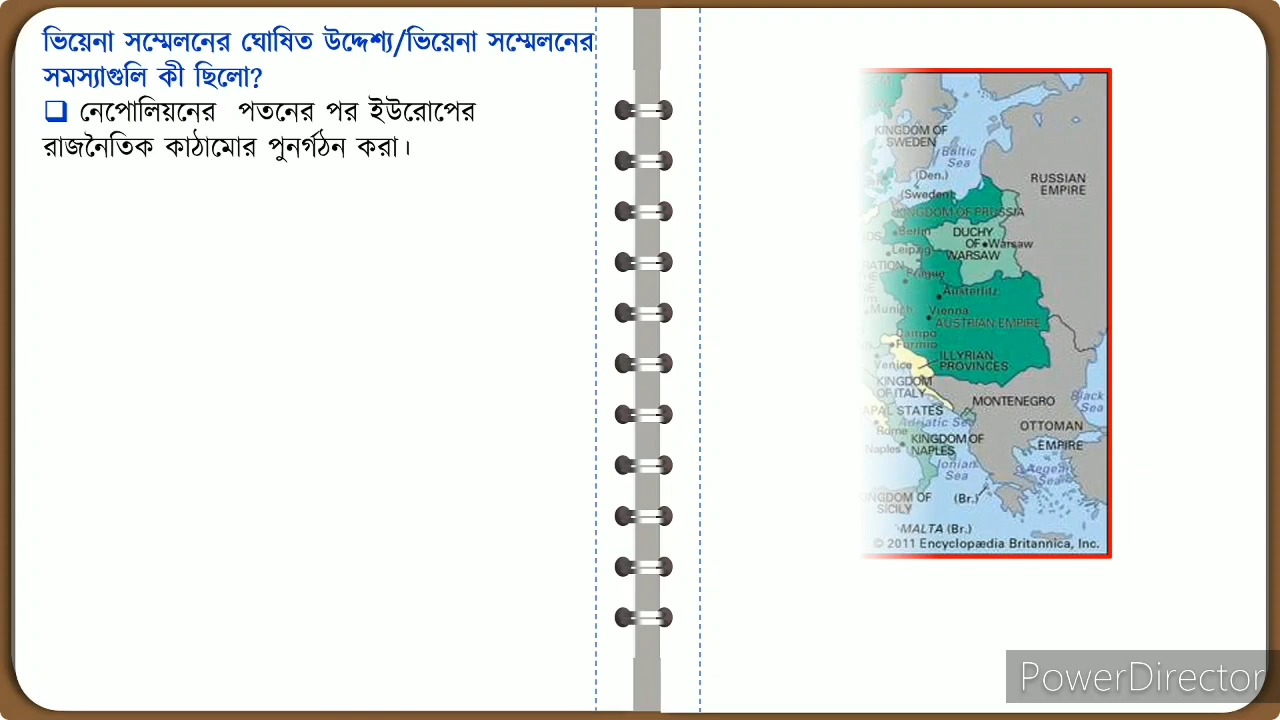 ভিয়েনা সম্মেলনের ঘোষিত উদ্দেশ্য/ভিয়েনা সম্মেলনের
সমস্যাগুলি কী ছিলো?
❑ নেপোলিয়নের পতনের পর ইউরোপের
রাজনৈতিক কাঠামোর পুনর্গঠন করা।
KINGDOM OF
SWEDEN
Baltic
Sea
(Den.)
RUSSIAN
EMPIRE
(Sweden)
KINGDOM OF PRUSSIA
Berlin
DUCHY
OF Warsaw
WARSAW
Leipzig
Prague
Austerlitz
Munich
Vienna
AUSTRIAN EMPIRE
Campo
Formio
Venice
ILLYRIAN
PROVINCES
KINGDOM
OF ITALY
MONTENEGRO
Black
Sea
STATES
Adriatic Sea
OTTOMAN
EMPIRE
Rome
Naples
KINGDOM OF
NAPLES
Ionian
Sea
Aegean
Sea
(Br.)
KINGDOM OF
SICILY
MALTA (Br.)
© 2011 Encyclopædia Britannica, Inc.
PowerDirector